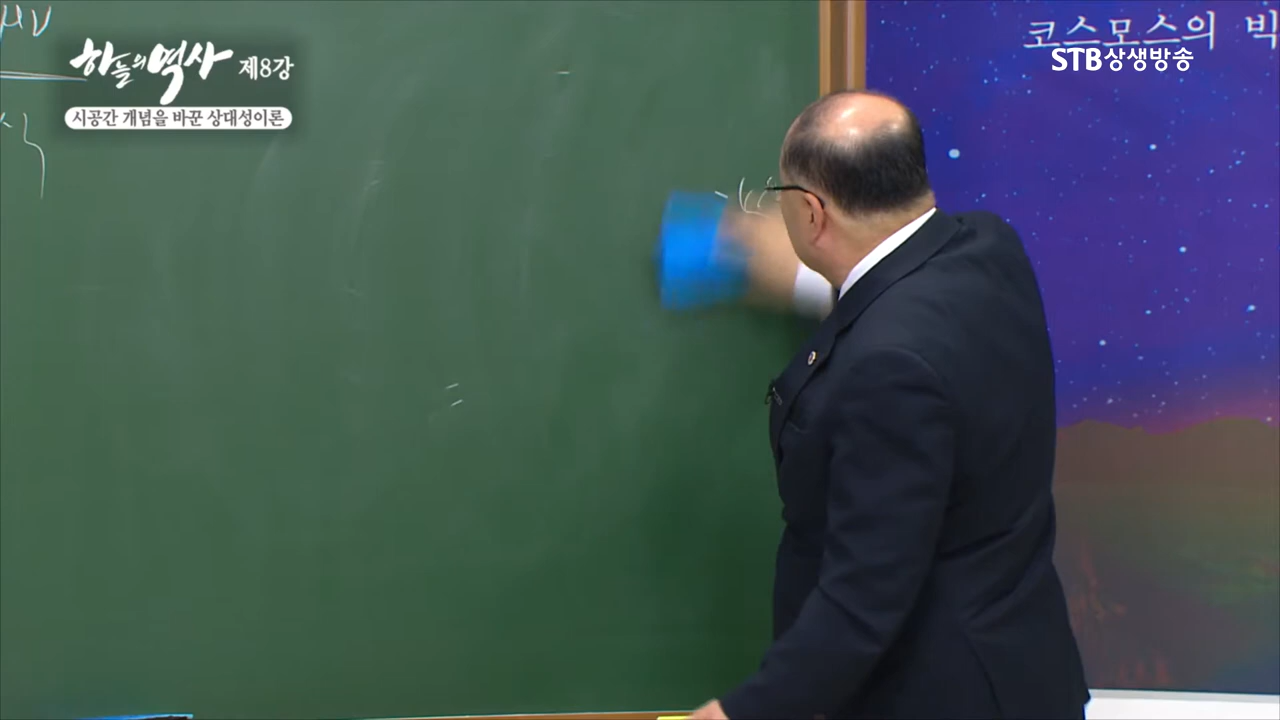 μν
하늘의 역사 제8강
시공간 개념을 바꾼 상대성이론
코스모스의 빅
STB상생방송